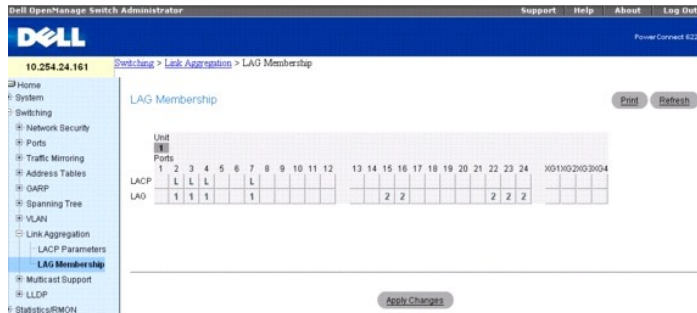 Dell OpenManage Switch Administrator
Support Help About Log Out
DELL
PowerConnect 622
10.254.24.161
Switching > Link Aggregation > LAG Membership
Home
System
Switching
Network Security
Ports
Traffic Mirroring
Address Tables
GARP
Spanning Tree
VLAN
Link Aggregation
LACP Parameters
LAG Membership
Multicast Support
LLDP
Statistics/RMON
LAG Membership
Print Refresh
Unit
1
Ports
1 2 3 4 5 6 7 8 9 10 11 12 13 14 15 16 17 18 19 20 21 22 23 24 XG1XG2XG3XG4
LACP L L L L
LAG 1 1 1 1 2 2 2 2 2
Apply Changes